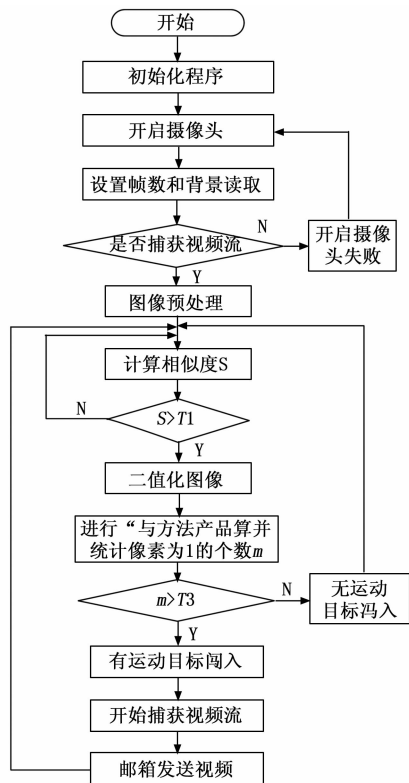 开始
初始化程序
开启摄像头
设置帧数和背景读取
是否捕获视频流
N
开启摄像
头失败
Y
图像预处理
计算相似度S
N
S>T1
Y
二值化图像
进行“与方法产品算并
统计像素为1的个数m
m>T3
N
无运动
目标冯入
Y
有运动目标闯入
开始捕获视频流
邮箱发送视频